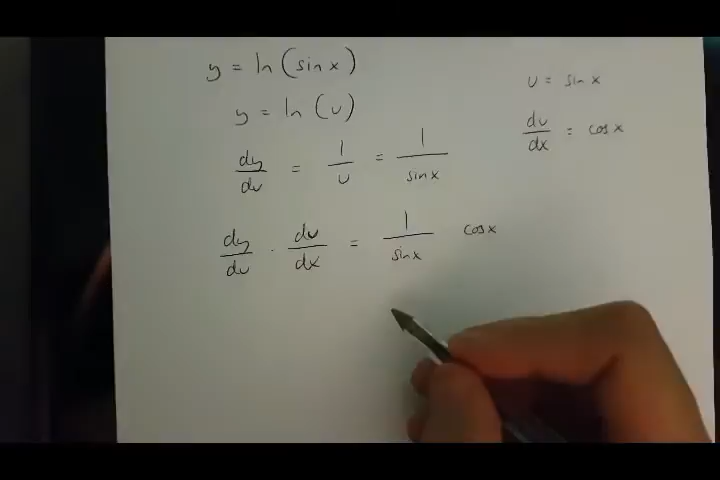 y = ln (sin x)
y = ln (u)
dy/du = 1/u = 1/sin x
dy/du · du/dx = 1/sin x cos x
u = sin x
du/dx = cos x